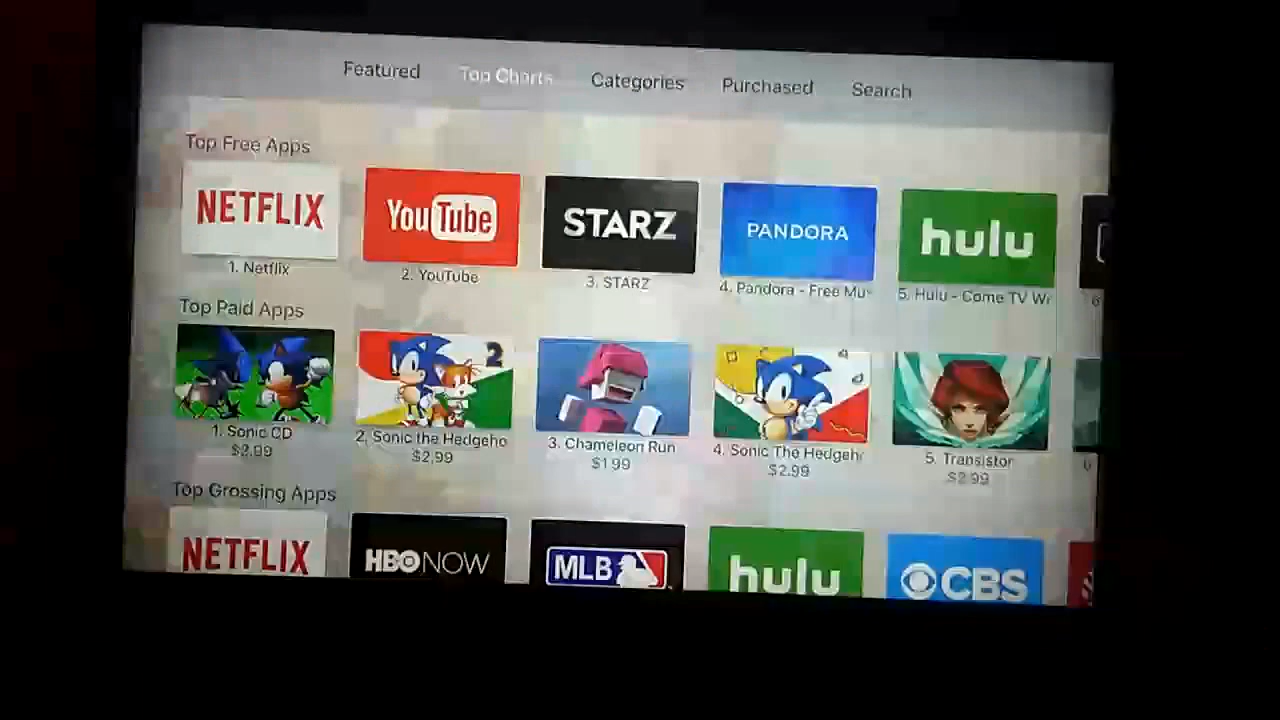 Featured Top Charts Categories Purchased Search
Top Free Apps
NETFLIX YouTube STARZ PANDORA hulu
1. Netflix 2. YouTube 3. STARZ 4. Pandora - Free Mu 5. Hulu - Come TV Wr
Top Paid Apps
2
1. Sonic CD 2. Sonic the Hedgeho 3. Chameleon Run 4. Sonic The Hedgeh 5. Transistor
$2.99 $2.99 $1.99 $2.99 $2.99
Top Grossing Apps
NETFLIX HBO NOW MLB hulu CBS